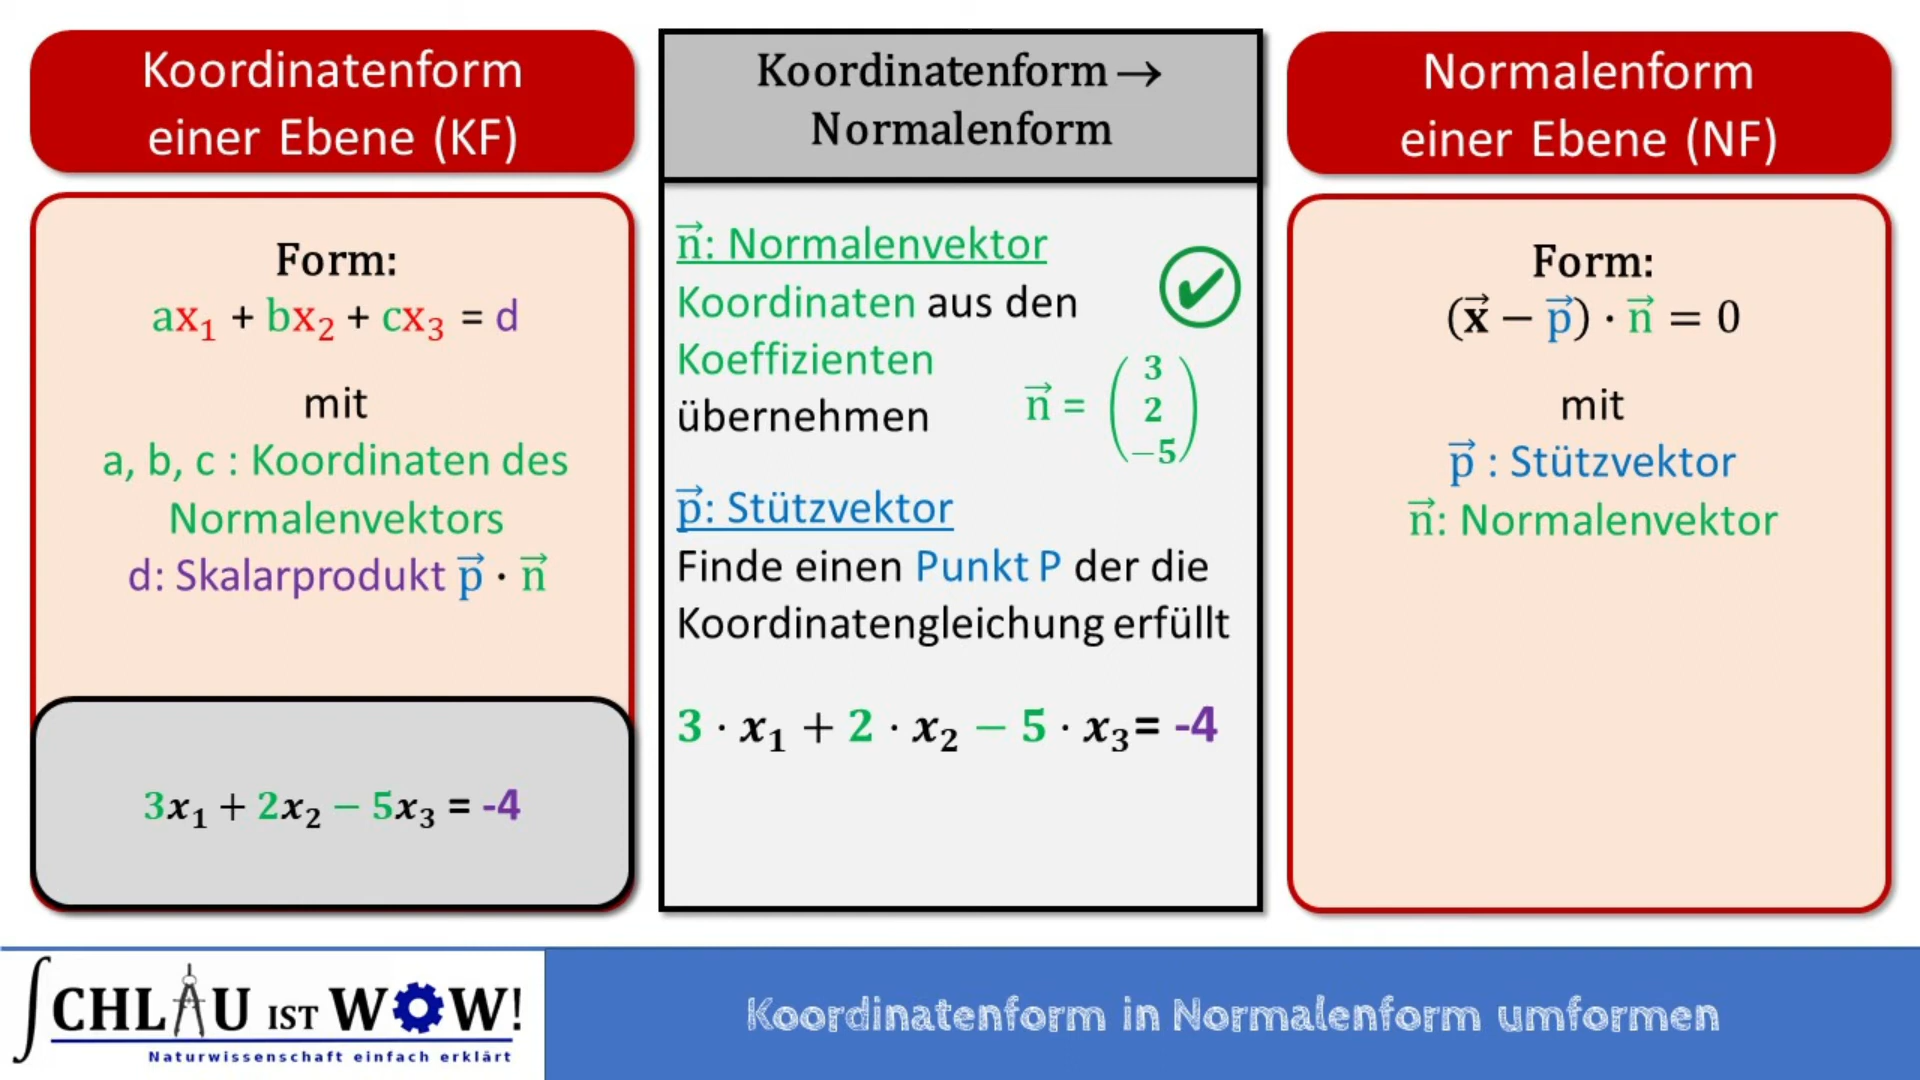 Koordinatenform
einer Ebene (KF)
Form:
ax₁ + bx₂ + cx₃ = d
mit
a, b, c : Koordinaten des
Normalenvektors
d: Skalarprodukt p⃗ · n⃗
3x₁ + 2x₂ − 5x₃ = -4
Koordinatenform →
Normalenform
n⃗: Normalenvektor
Koordinaten aus den
Koeffizienten
übernehmen
n⃗ = (3
2
−5)
p⃗: Stützvektor
Finde einen Punkt P der die
Koordinatengleichung erfüllt
3 · x₁ + 2 · x₂ − 5 · x₃= -4
Normalenform
einer Ebene (NF)
Form:
(x⃗ − p⃗) · n⃗ = 0
mit
p⃗ : Stützvektor
n⃗: Normalenvektor
∫CHLAU IST WOW!
Naturwissenschaft einfach erklärt
Koordinatenform in Normalenform umformen